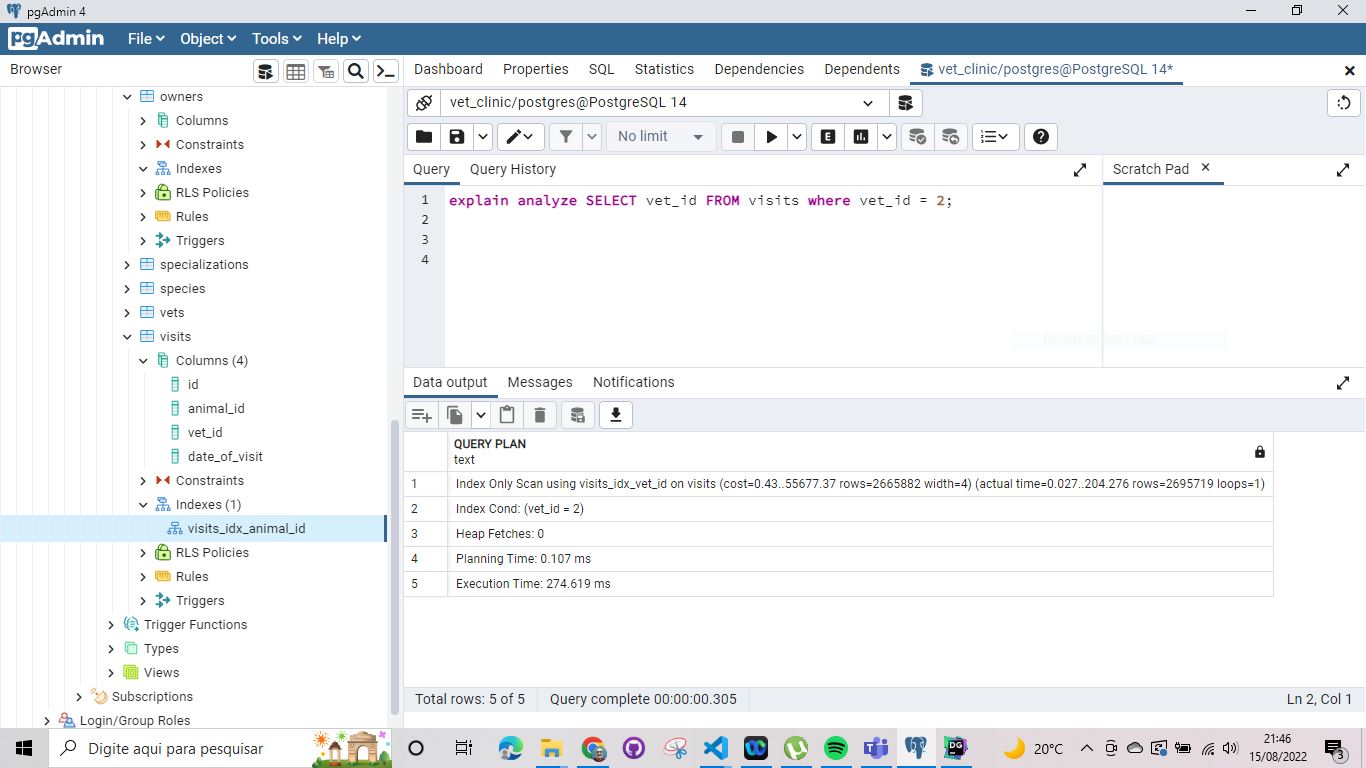 pgAdmin 4
pgAdmin File Object Tools Help
Browser
Dashboard Properties SQL Statistics Dependencies Dependents vet_clinic/postgres@PostgreSQL 14*
owners
Columns
Constraints
Indexes
RLS Policies
Rules
Triggers
specializations
species
vets
visits
Columns (4)
id
animal_id
vet_id
date_of_visit
Constraints
Indexes (1)
visits_idx_animal_id
RLS Policies
Rules
Triggers
Trigger Functions
Types
Views
Subscriptions
Login/Group Roles
vet_clinic/postgres@PostgreSQL 14
No limit
E
Query Query History
Scratch Pad
1 explain analyze SELECT vet_id FROM visits where vet_id = 2;
2
3
4
Data output Messages Notifications
QUERY PLAN
text
1 Index Only Scan using visits_idx_vet_id on visits (cost=0.43..55677.37 rows=2665882 width=4) (actual time=0.027..204.276 rows=2695719 loops=1)
2 Index Cond: (vet_id = 2)
3 Heap Fetches: 0
4 Planning Time: 0.107 ms
5 Execution Time: 274.619 ms
Total rows: 5 of 5 Query complete 00:00:00.305 Ln 2, Col 1
Digite aqui para pesquisar
DG
20°C
21:46
15/08/2022
3